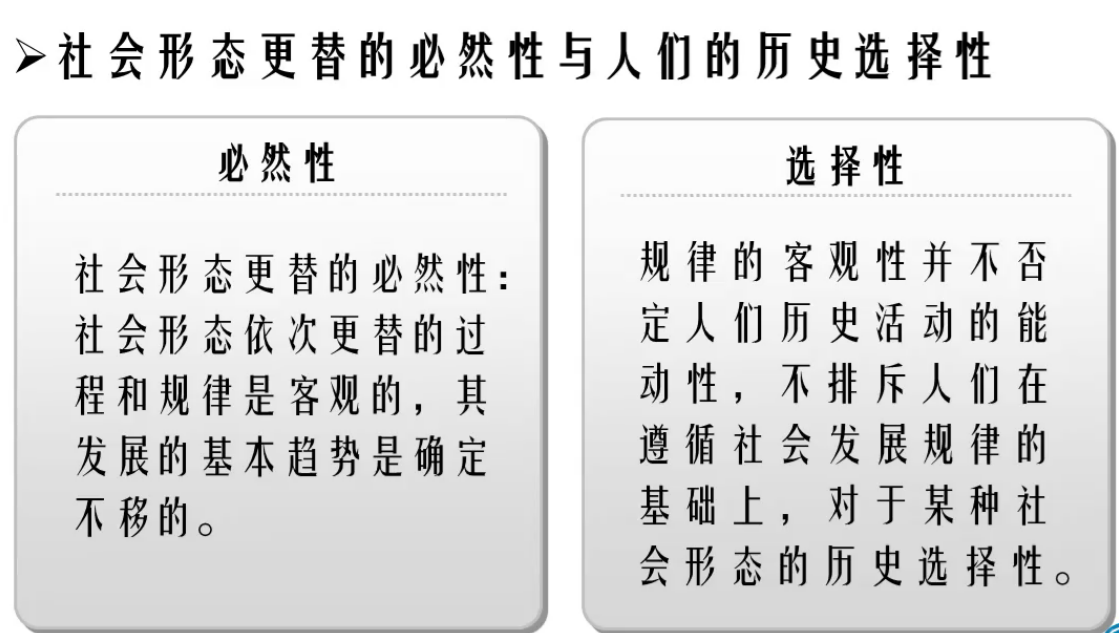 ➢社会形态更替的必然性与人们的历史选择性
必然性
社会形态更替的必然性：
社会形态依次更替的过
程和规律是客观的，其
发展的基本趋势是确定
不移的。
选择性
规律的客观性并不否
定人们历史活动的能
动性，不排斥人们在
遵循社会发展规律的
基础上，对于某种社
会形态的历史选择性。